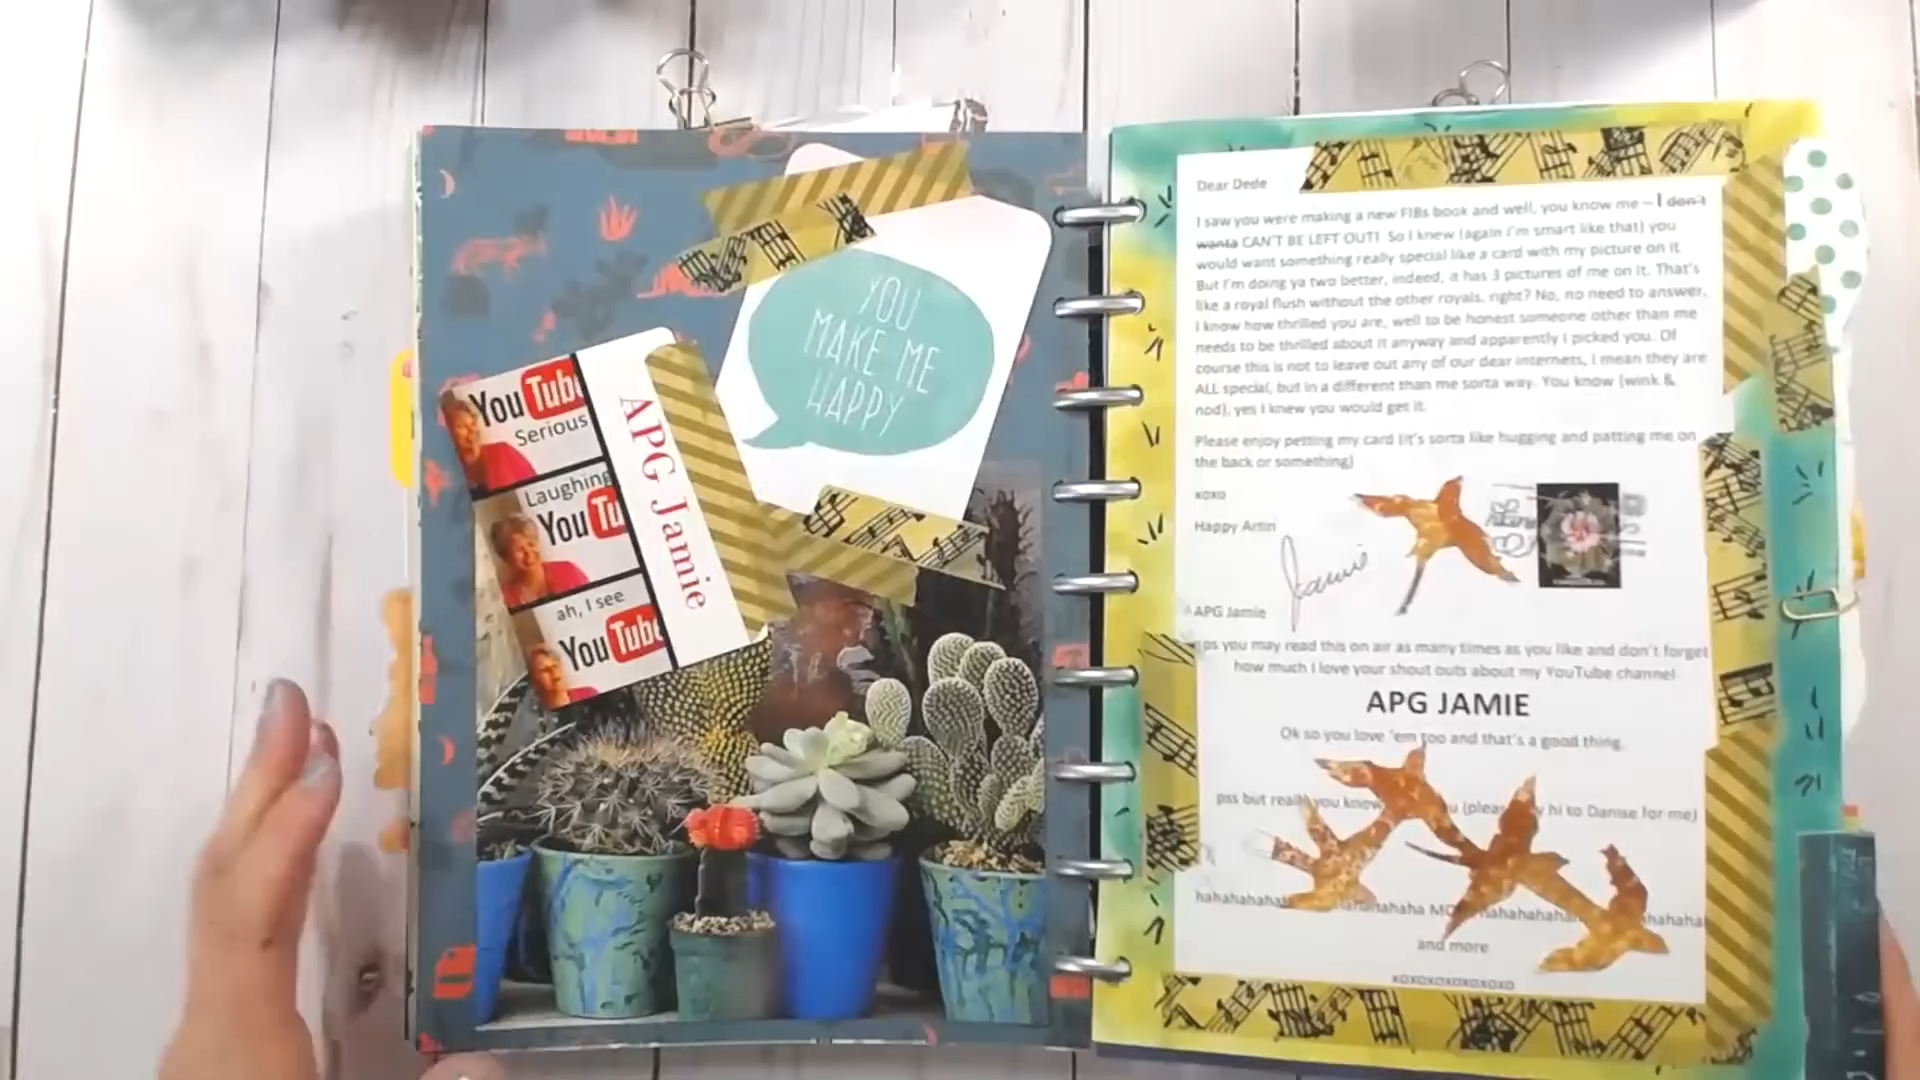 YOU
MAKE ME
HAPPY
YouTube
Serious
Laughing
YouTu
ah, I see
YouTube
APG Jamie
Dear Dede
I saw you were making a new FIBs book and well, you know me – I don't
wanta CAN'T BE LEFT OUT! So I knew (again i'm smart like that) you
would want something really special like a card with my picture on it
But I'm doing ya two better, indeed, it has 3 pictures of me on it. That's
like a royal flush without the other royals, right? No, no need to answer,
I know how thrilled you are, well to be honest someone other than me
needs to be thrilled about it anyway and apparently I picked you. Of
course this is not to leave out any of our dear internets, I mean they are
ALL special, but in a different than me sorta way. You know (wink &
nod), yes I knew you would get it.
Please enjoy petting my card (it's sorta like hugging and patting me on
the back or something)
xoxo
Happy Artin
Jamie
APG Jamie
ps you may read this on air as many times as you like and don't forget
how much I love your shout outs about my YouTube channel
APG JAMIE
Ok so you love 'em too and that's a good thing.
pss but really you know hi to Danise for me)
hahahahaha hahahaha hahahahaha hahaha
and more
xoxoxoxoxoxoxo